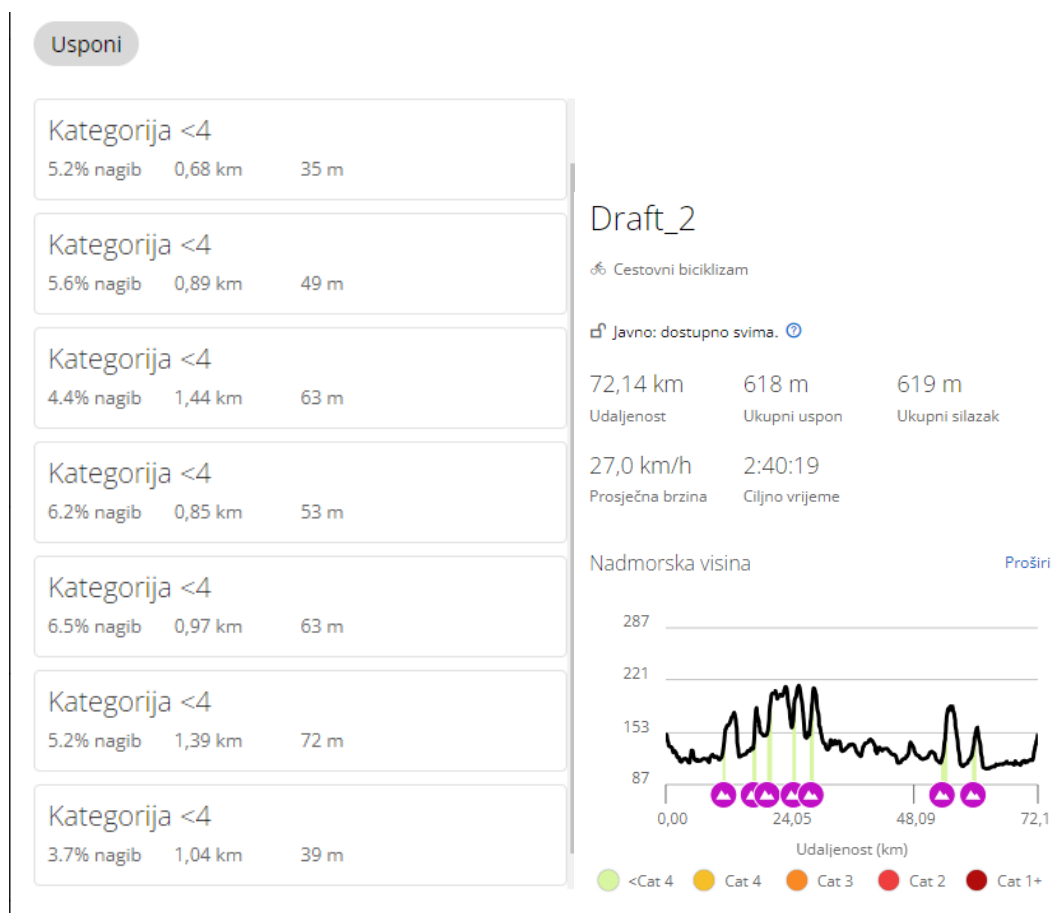 Usponi
Kategorija <4
5.2% nagib 0,68 km 35 m
Kategorija <4
5.6% nagib 0,89 km 49 m
Kategorija <4
4.4% nagib 1,44 km 63 m
Kategorija <4
6.2% nagib 0,85 km 53 m
Kategorija <4
6.5% nagib 0,97 km 63 m
Kategorija <4
5.2% nagib 1,39 km 72 m
Kategorija <4
3.7% nagib 1,04 km 39 m
Draft_2
Cestovni biciklizam
Javno: dostupno svima. ?
72,14 km 618 m 619 m
Udaljenost Ukupni uspon Ukupni silazak
27,0 km/h 2:40:19
Prosječna brzina Ciljno vrijeme
Nadmorska visina Proširi
287
221
153
87
0,00 24,05 48,09 72,1
Udaljenost (km)
<Cat 4 Cat 4 Cat 3 Cat 2 Cat 1+